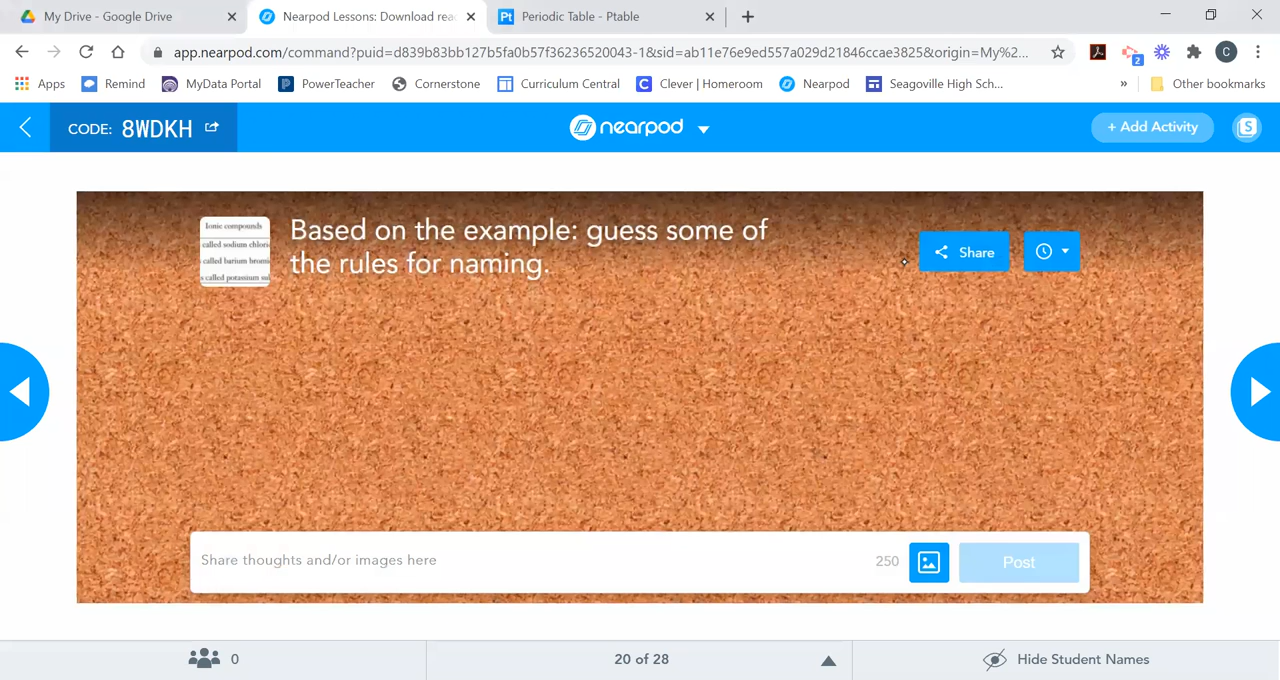 My Drive - Google Drive
Nearpod Lessons: Download rea
Pt Periodic Table - Ptable
app.nearpod.com/command?puid=d839b83bb127b5fa0b57f36236520043-1&sid=ab11e76e9ed557a029d21846ccae3825&origin=My%2...
2
C
Apps Remind MyData Portal PowerTeacher Cornerstone Curriculum Central C Clever | Homeroom Nearpod Seagoville High Sch... » Other bookmarks
CODE: 8WDKH
nearpod
+ Add Activity
S
Ionic compounds
called sodium chlori
called barium bromi
s called potassium sul
Based on the example: guess some of
the rules for naming.
Share
Share thoughts and/or images here
250
Post
0
20 of 28
Hide Student Names